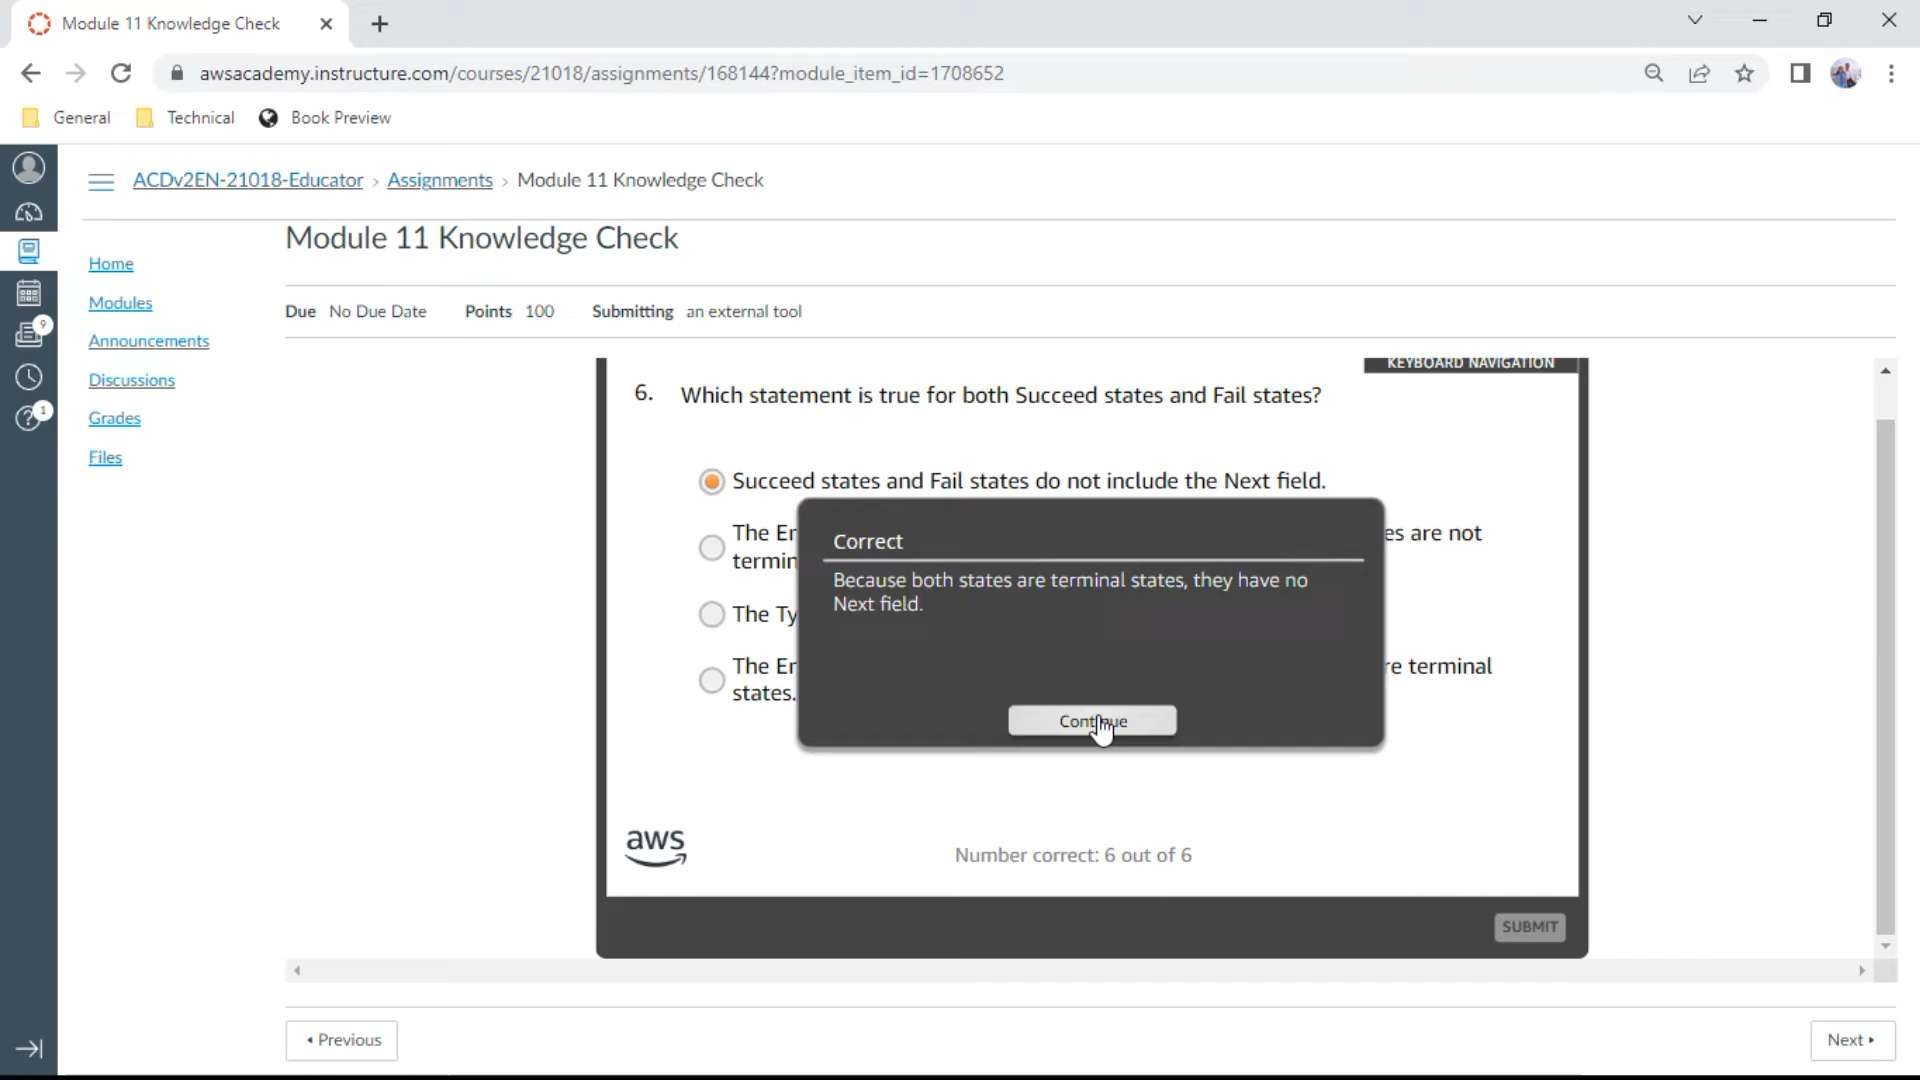 Module 11 Knowledge Check
awsacademy.instructure.com/courses/21018/assignments/168144?module_item_id=1708652
General
Technical
Book Preview
ACDv2EN-21018-Educator › Assignments › Module 11 Knowledge Check
Module 11 Knowledge Check
Home
Modules
Announcements
Discussions
Grades
Files
9
1
Due No Due Date Points 100 Submitting an external tool
KEYBOARD NAVIGATION
6. Which statement is true for both Succeed states and Fail states?
Succeed states and Fail states do not include the Next field.
The
es are not
The
The
re terminal
states.
Correct
Because both states are terminal states, they have no
Next field.
Continue
aws
Number correct: 6 out of 6
SUBMIT
Previous
Next